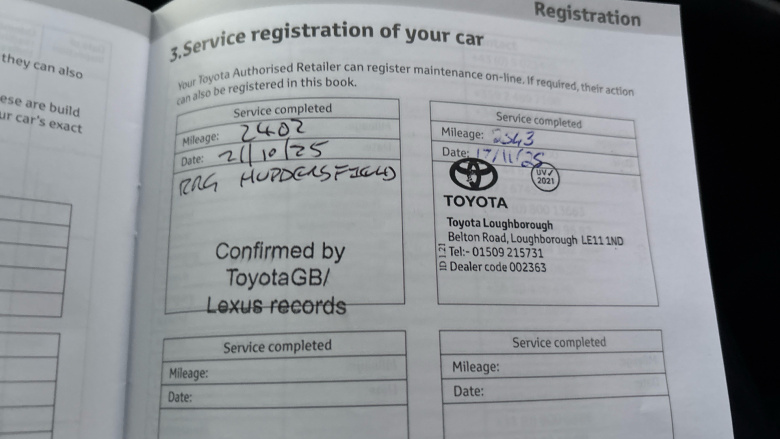 Registration
they can also
ese are build
ur car's exact
3. Service registration of your car
Your Toyota Authorised Retailer can register maintenance on-line. If required, their action
can also be registered in this book.
Service completed
Mileage: 2402
Date: 21/10/25
RRG HUDDERSFIELD
Confirmed by
ToyotaGB/
Lexus records
Service completed
Mileage:
Date: 17/11/25
UV
2021
TOYOTA
Toyota Loughborough
Belton Road, Loughborough LE11 1ND
Tel:- 01509 215731
Dealer code 002363
ID 121
Service completed
Mileage:
Date:
Service completed
Mileage:
Date: